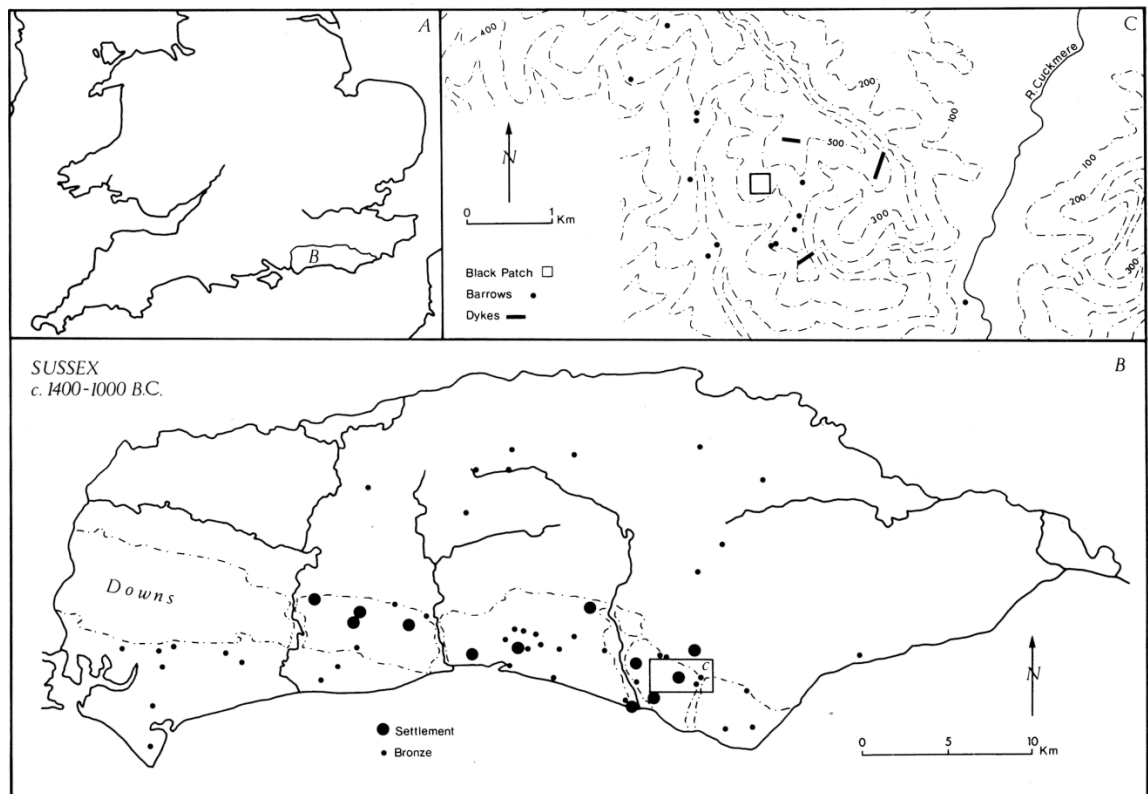 A
B
C
400
200
100
500
300
R. Cuckmere
100
200
300
N
0 1
Km
Black Patch
Barrows
Dykes
SUSSEX
c. 1400-1000 B.C.
B
Downs
c
N
Settlement
Bronze
0 10
Km